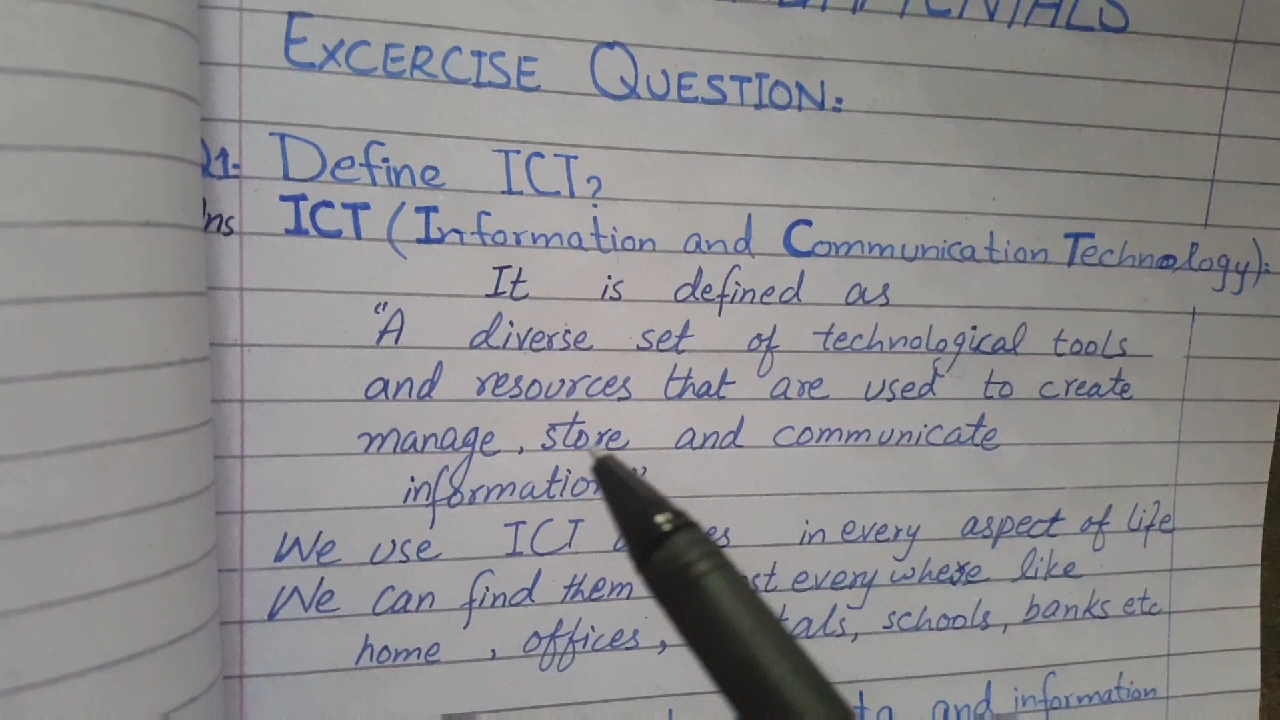 EXCERCISE QUESTION:
Define ICT?
ICT (Information and Communication Technology):
It is defined as
"A diverse set of technological tools
and resources that are used to create
manage, store and communicate
information"
We use ICT in every aspect of life
We can find them every where like
home, offices, schools, banks etc
and information